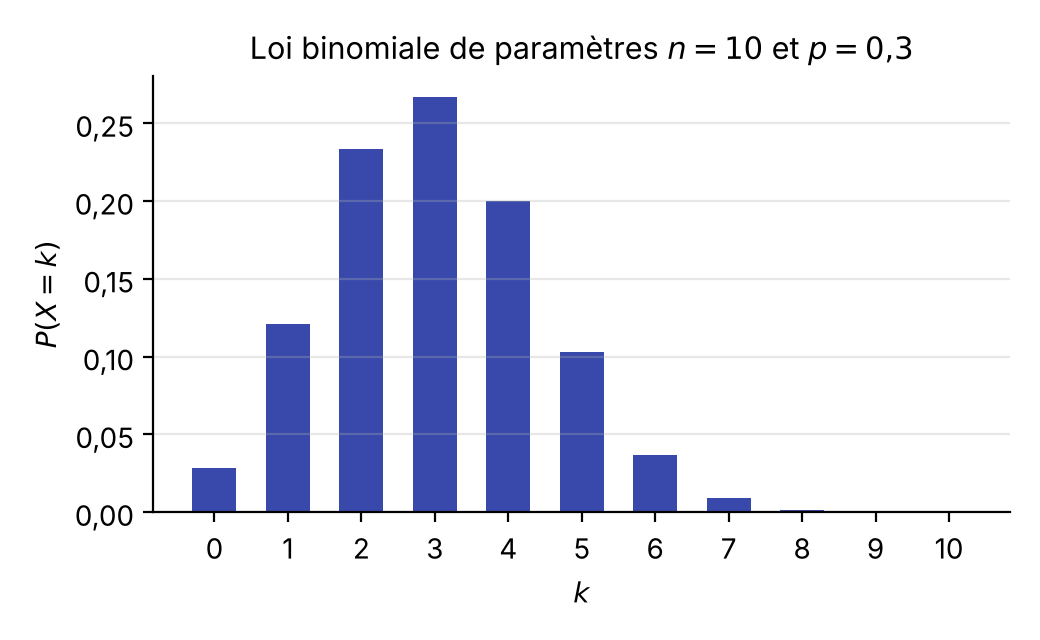 Loi binomiale de paramètres n = 10 et p = 0,3
0,25
0,20
0,15
0,10
0,05
0,00
P(X = k)
0 1 2 3 4 5 6 7 8 9 10
k